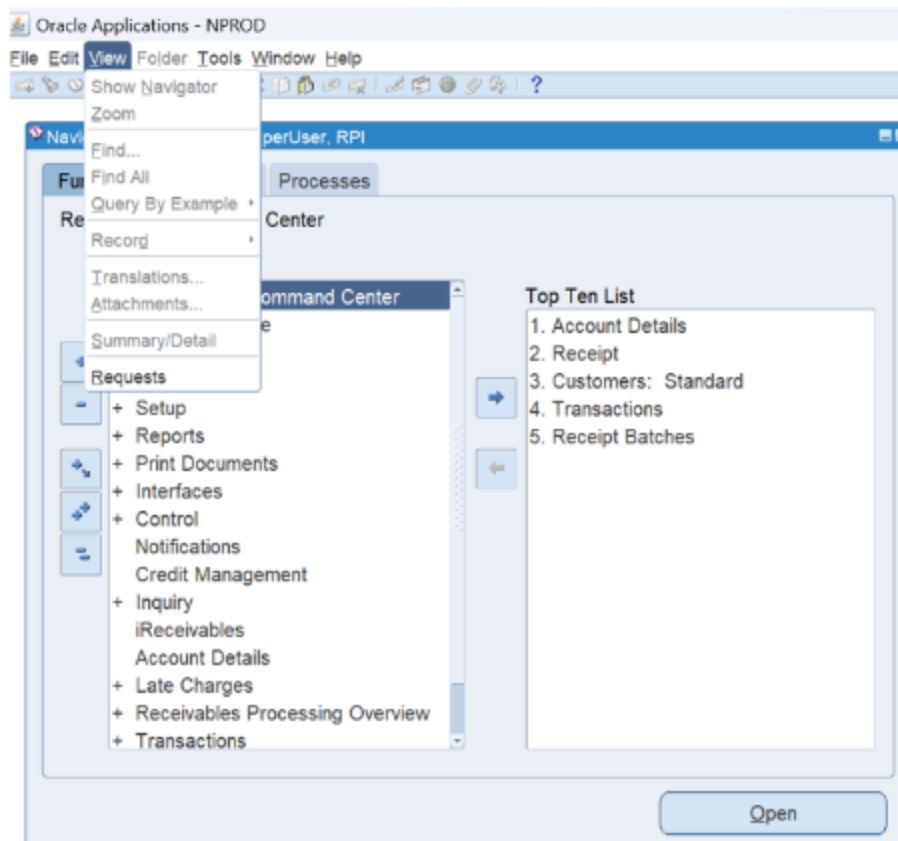 Oracle Applications - NPROD
File Edit View Folder Tools Window Help
Show Navigator
Zoom
Find...
Find All
Query By Example
Record
Translations...
Attachments...
Summary/Detail
Requests
Navi perUser, RPI
Fu Processes
Re Center
ommand Center
e
+ Setup
+ Reports
+ Print Documents
+ Interfaces
+ Control
Notifications
Credit Management
+ Inquiry
iReceivables
Account Details
+ Late Charges
+ Receivables Processing Overview
+ Transactions
Top Ten List
1. Account Details
2. Receipt
3. Customers: Standard
4. Transactions
5. Receipt Batches
Open